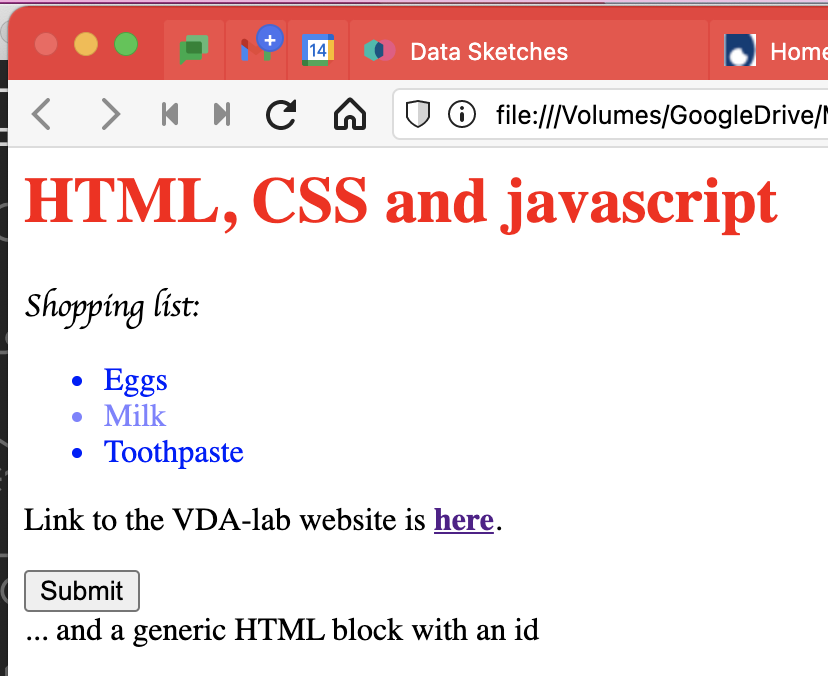 14
Data Sketches
Home
file:///Volumes/GoogleDrive/
HTML, CSS and javascript
Shopping list:
Eggs
Milk
Toothpaste
Link to the VDA-lab website is here.
Submit
... and a generic HTML block with an id